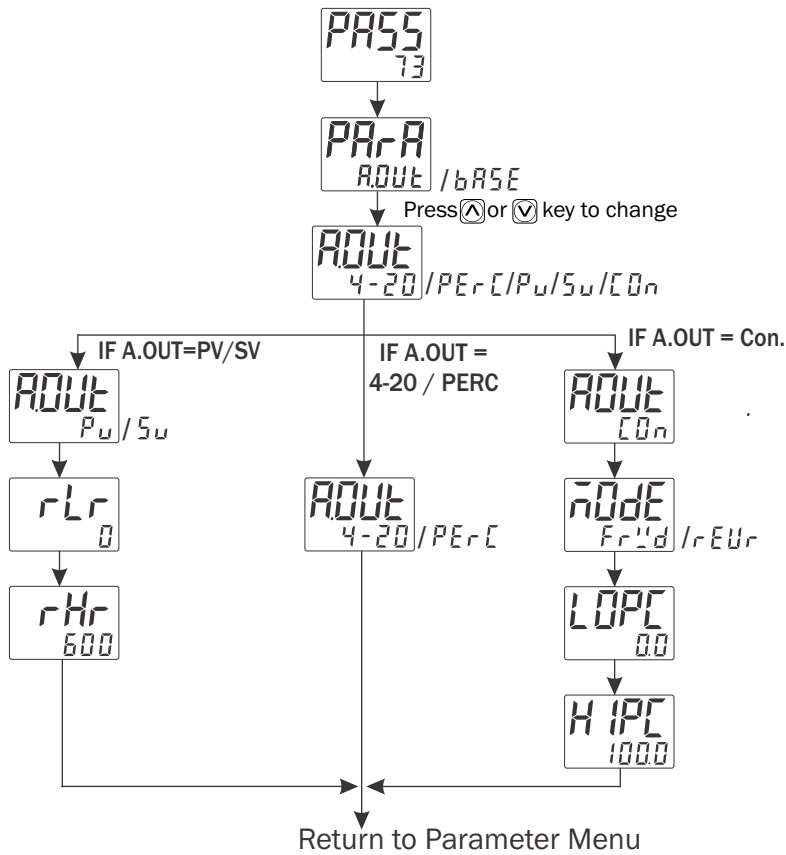 PASS
73
PArA
A.OUt / bASE
Press or key to change
A.OUt
4-20/PErC/Pu/Su/COn
IF A.OUT=PV/SV
IF A.OUT =
4-20 / PERC
IF A.OUT = Con.
A.OUt
Pu/Su
rLr
0
rHr
600
A.OUt
4-20/PErC
AOUt
COn
mOdE
Frwd/rEUr
LOPC
0.0
HIPC
100.0
Return to Parameter Menu